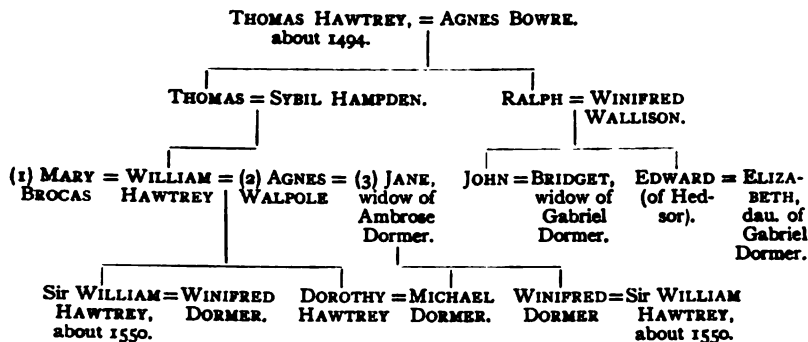 THOMAS HAWTREY, = AGNES BOWRE.
about 1494.
THOMAS = SYBIL HAMPDEN. RALPH = WINIFRED
WALLISON.
(1) MARY = WILLIAM = (2) AGNES = (3) JANE, JOHN = BRIDGET, EDWARD = ELIZA-
BROCAS HAWTREY WALPOLE widow of widow of (of Hed- BETH,
Ambrose Gabriel sor). dau. of
Dormer. Dormer. Gabriel
Dormer.
Sir WILLIAM = WINIFRED DOROTHY = MICHAEL WINIFRED = Sir WILLIAM
HAWTREY, DORMER. HAWTREY DORMER. DORMER HAWTREY,
about 1550. about 1550.